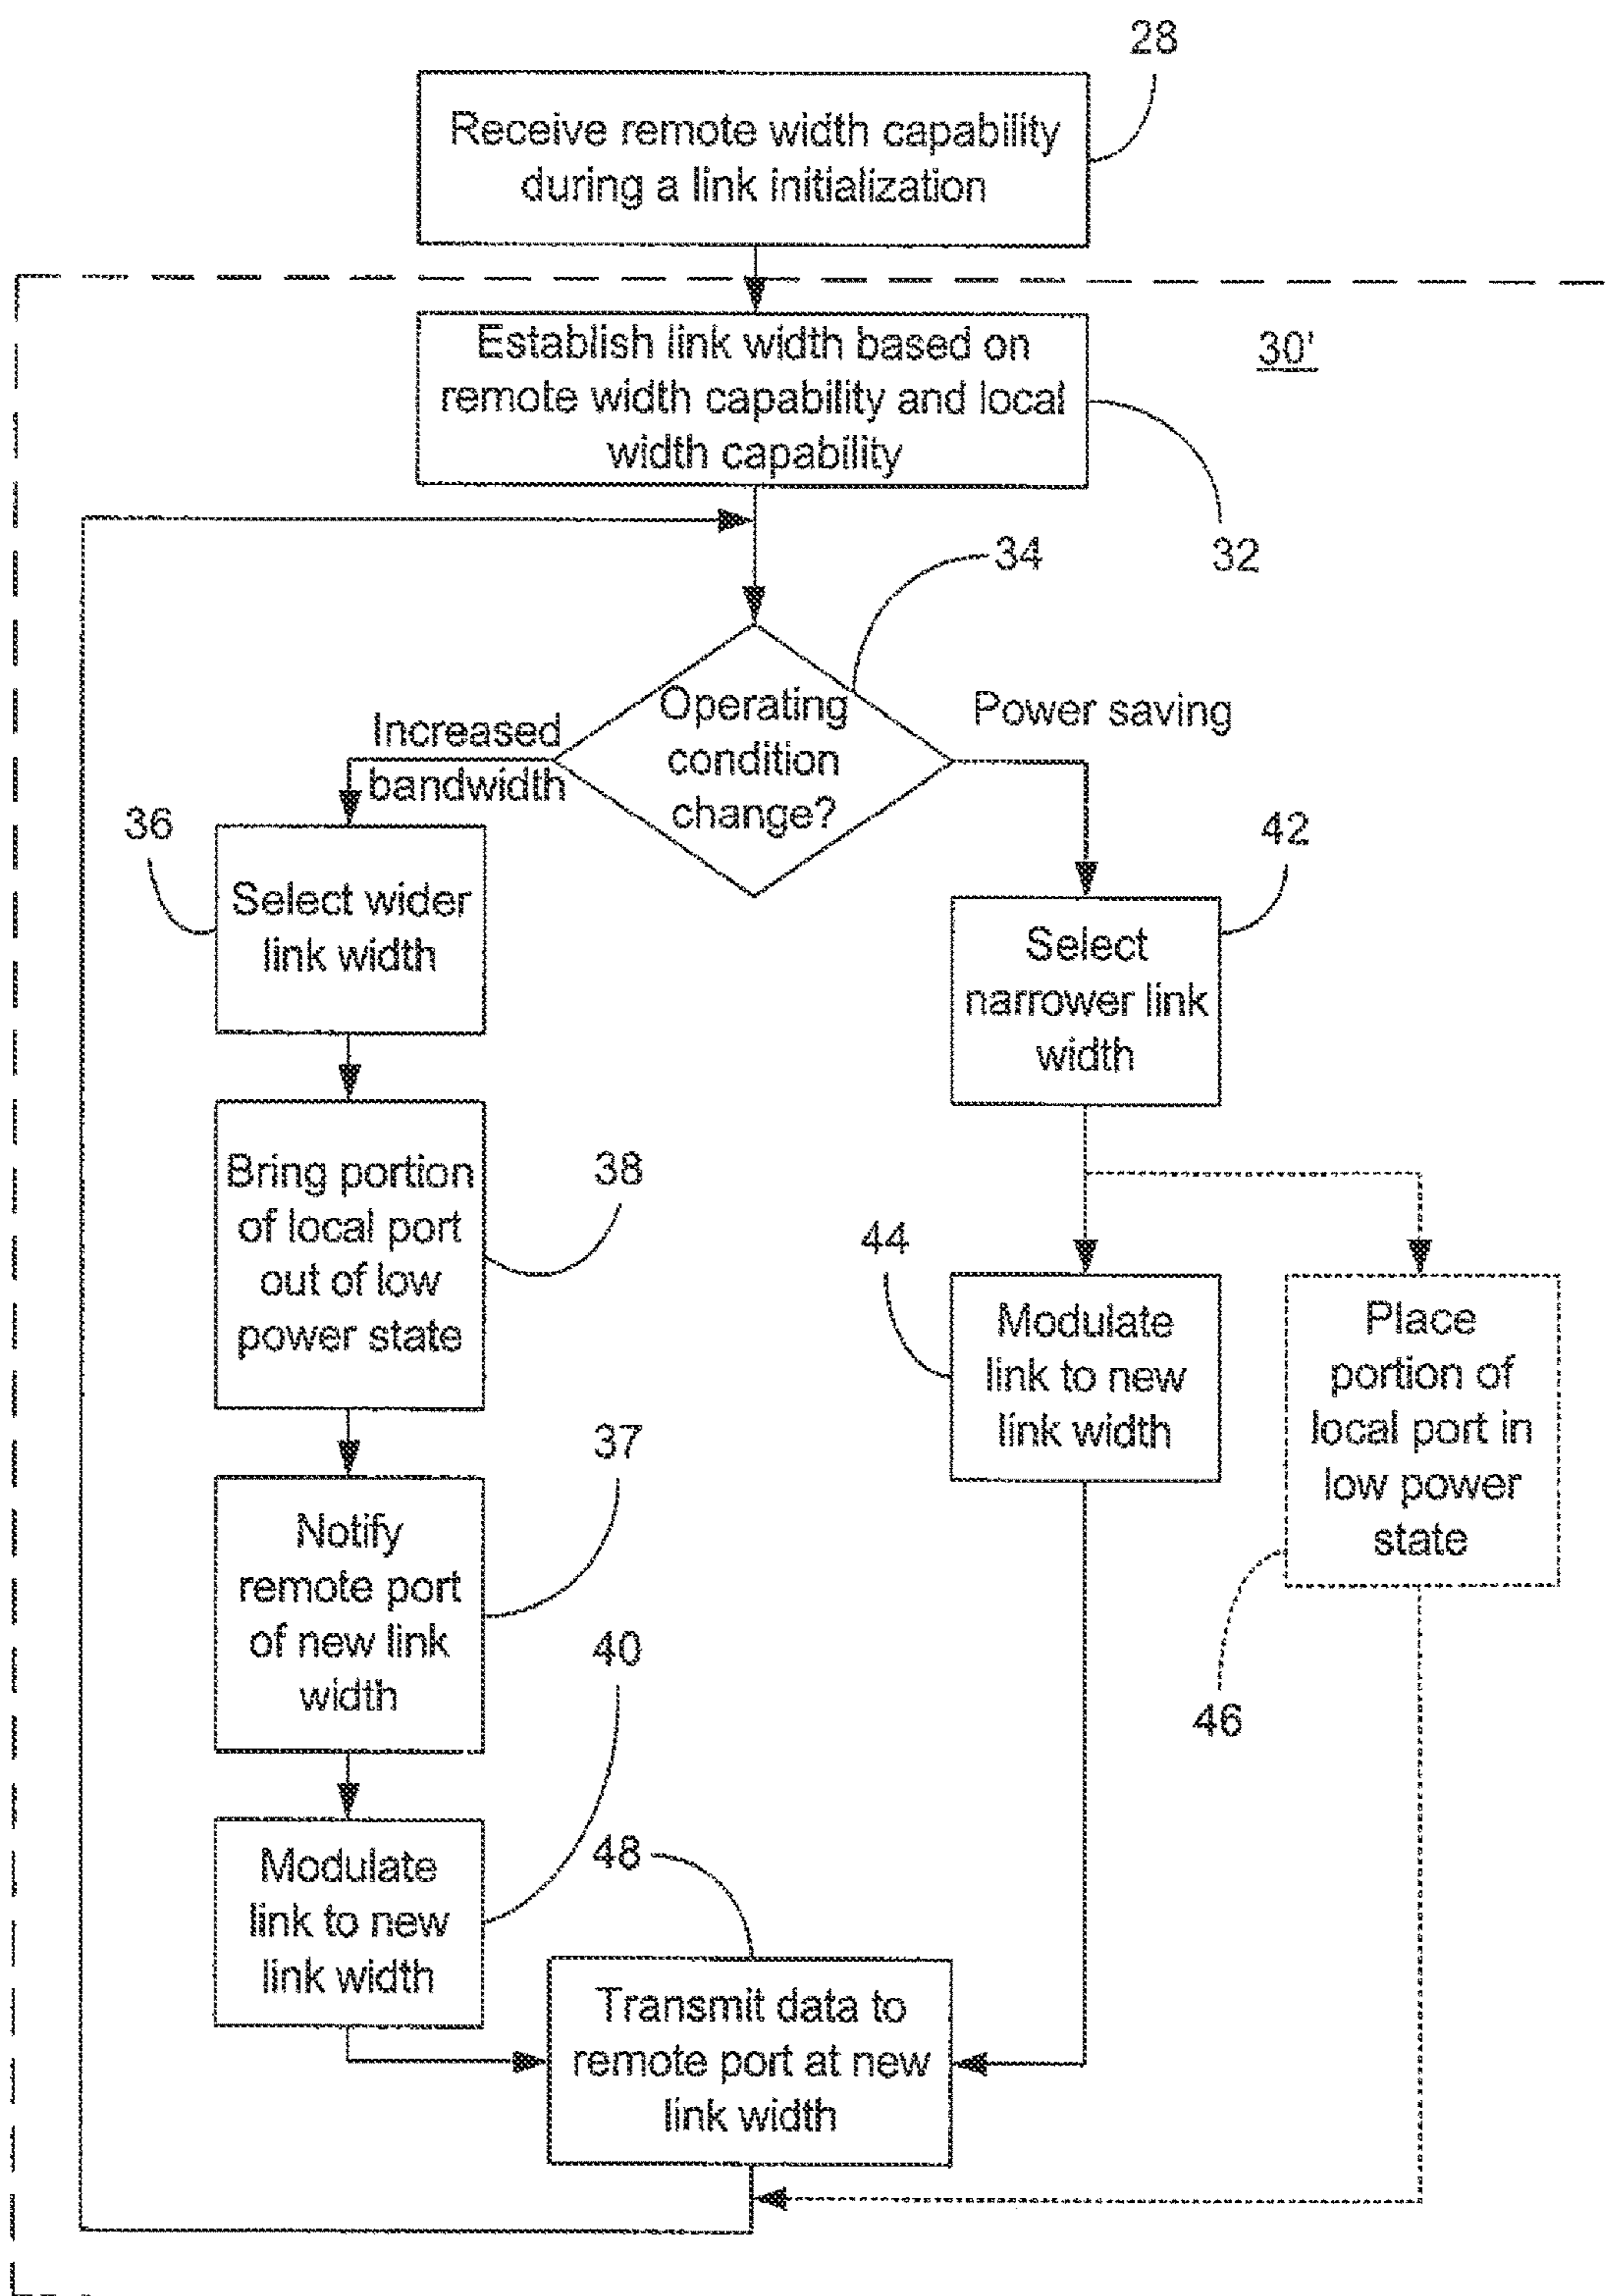 28
Receive remote width capability
during a link initialization
30'
Establish link width based on
remote width capability and local
width capability
32
34
Operating
condition
change?
Increased
bandwidth
Power saving
36
Select wider
link width
42
Select
narrower link
width
Bring portion
of local port
out of low
power state
38
44
Modulate
link to new
link width
Place
portion of
local port in
low power
state
46
37
Notify
remote port
of new link
width
40
Modulate
link to new
link width
48
Transmit data to
remote port at new
link width